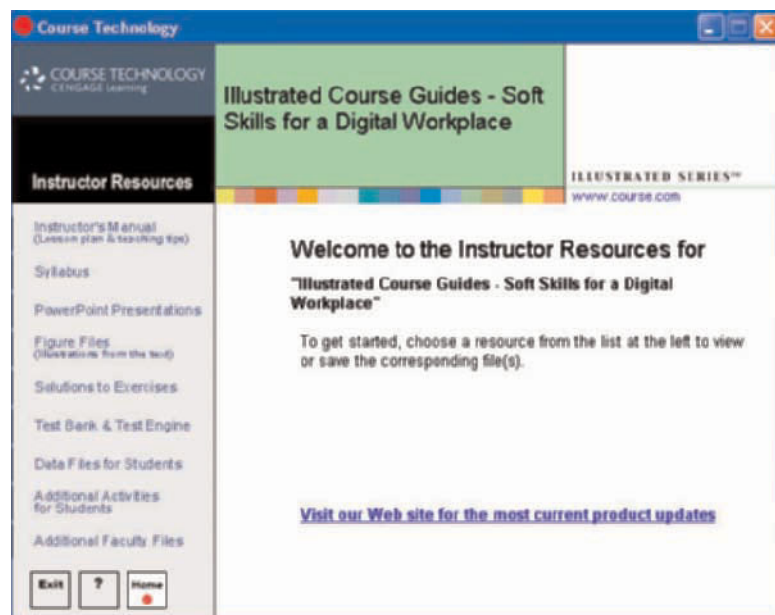 Course Technology
COURSE TECHNOLOGY
CENGAGE Learning
Illustrated Course Guides - Soft
Skills for a Digital Workplace
Instructor Resources
ILLUSTRATED SERIES™
www.course.com
Instructor's Manual
(Lesson plan & teaching tips)
Syllabus
PowerPoint Presentations
Figure Files
(Illustrations from the text)
Solutions to Exercises
Test Bank & Test Engine
Data Files for Students
Additional Activities
for Students
Additional Faculty Files
Exit
?
Home
Welcome to the Instructor Resources for
"Illustrated Course Guides - Soft Skills for a Digital
Workplace"
To get started, choose a resource from the list at the left to view
or save the corresponding file(s).
Visit our Web site for the most current product updates